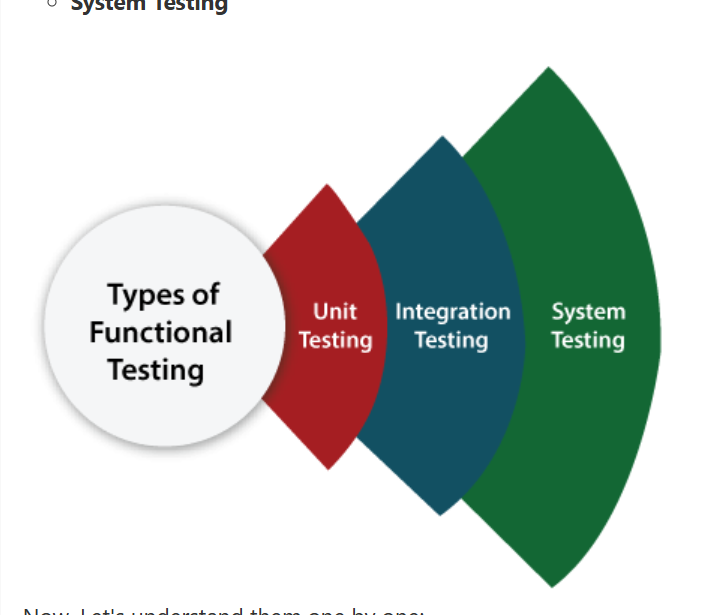 System Testing
Types of
Functional
Testing
Unit
Testing
Integration
Testing
System
Testing
Now, Let's understand them one by one: